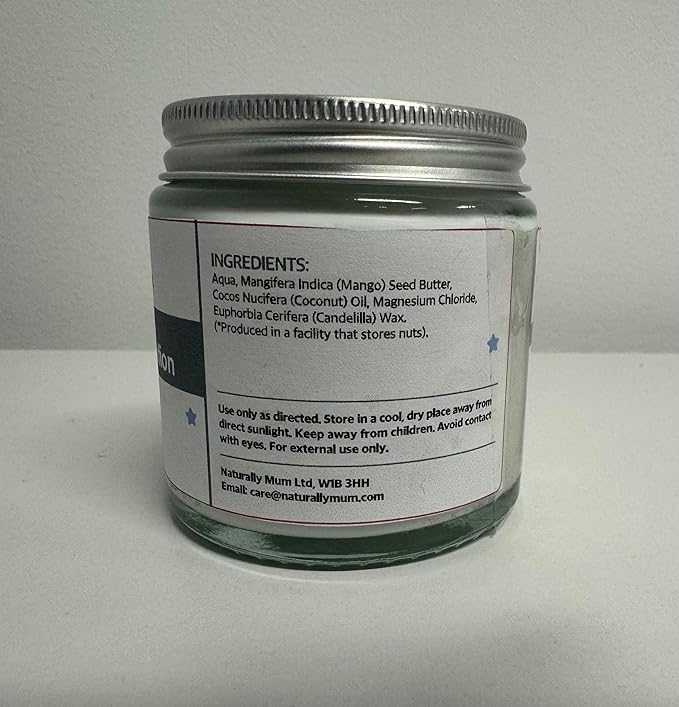 INGREDIENTS:
Aqua, Mangifera Indica (Mango) Seed Butter,
Cocos Nucifera (Coconut) Oil, Magnesium Chloride,
Euphorbia Cerifera (Candelilla) Wax.
(*Produced in a facility that stores nuts).
Use only as directed. Store in a cool, dry place away from
direct sunlight. Keep away from children. Avoid contact
with eyes. For external use only.
Naturally Mum Ltd, W1B 3HH
Email: care@naturallymum.com